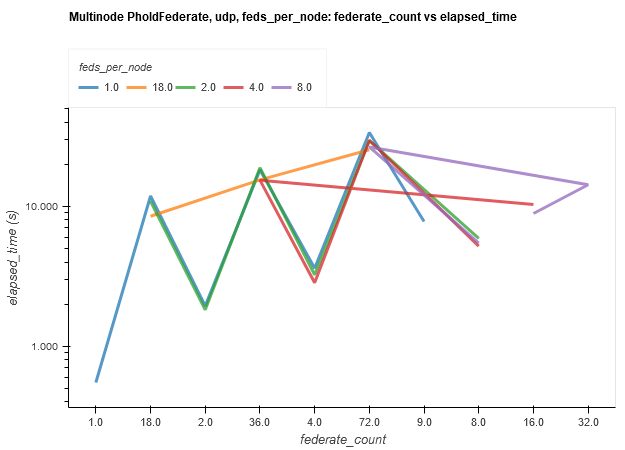 Multinode PholdFederate, udp, feds_per_node: federate_count vs elapsed_time
feds_per_node
1.0 18.0 2.0 4.0 8.0
elapsed_time (s)
10.000
1.000
1.0 18.0 2.0 36.0 4.0 72.0 9.0 8.0 16.0 32.0
federate_count